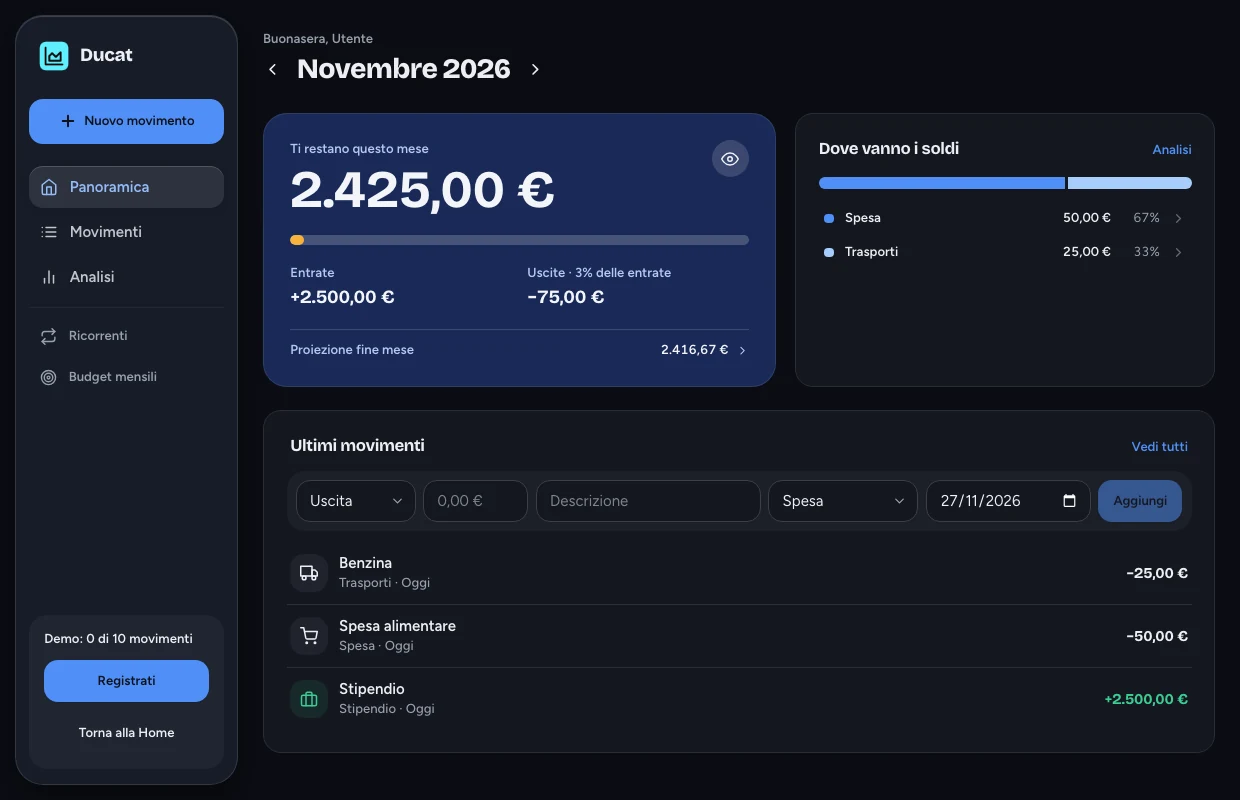 Ducat
Nuovo movimento
Panoramica
Movimenti
Analisi
Ricorrenti
Budget mensili
Demo: 0 di 10 movimenti
Registrati
Torna alla Home
Buonasera, Utente
Novembre 2026
Ti restano questo mese
2.425,00 €
Entrate
+2.500,00 €
Uscite · 3% delle entrate
−75,00 €
Proiezione fine mese 2.416,67 €
Dove vanno i soldi Analisi
Spesa 50,00 € 67%
Trasporti 25,00 € 33%
Ultimi movimenti Vedi tutti
Uscita 0,00 € Descrizione Spesa 27/11/2026 Aggiungi
Benzina
Trasporti · Oggi
−25,00 €
Spesa alimentare
Spesa · Oggi
−50,00 €
Stipendio
Stipendio · Oggi
+2.500,00 €